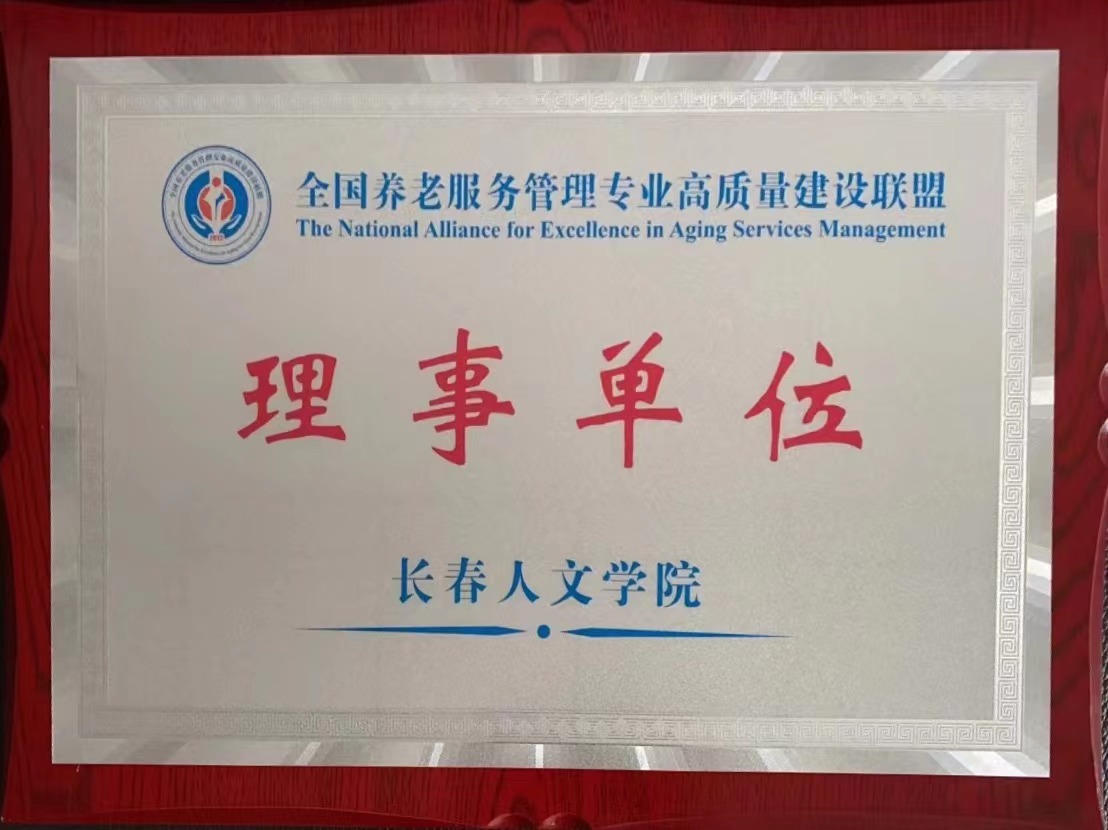 全国养老服务管理专业高质量建设联盟
The National Alliance for Excellence in Aging Services Management
理事单位
长春人文学院